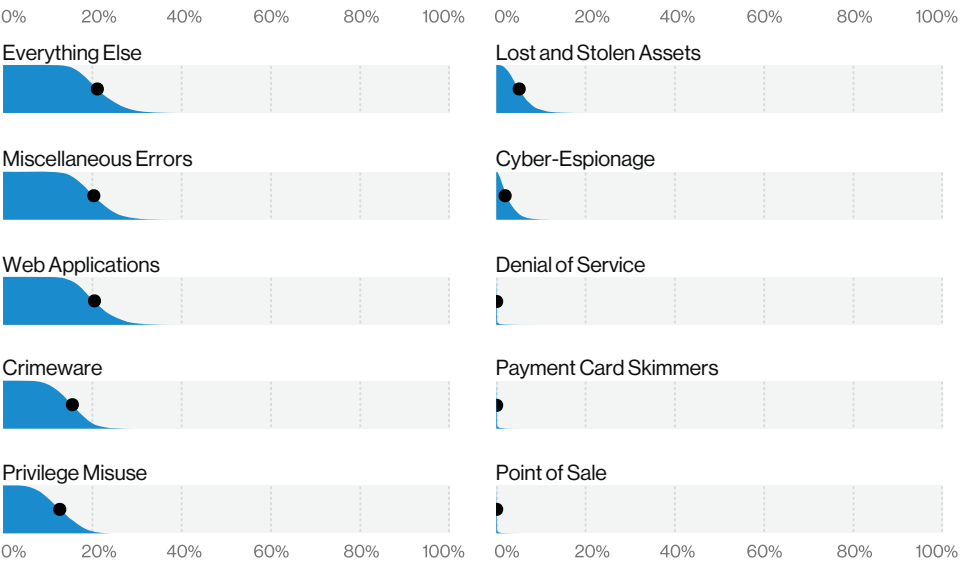 0% 20% 40% 60% 80% 100%
Everything Else
Miscellaneous Errors
Web Applications
Crimeware
Privilege Misuse
0% 20% 40% 60% 80% 100%
0% 20% 40% 60% 80% 100%
Lost and Stolen Assets
Cyber-Espionage
Denial of Service
Payment Card Skimmers
Point of Sale
0% 20% 40% 60% 80% 100%